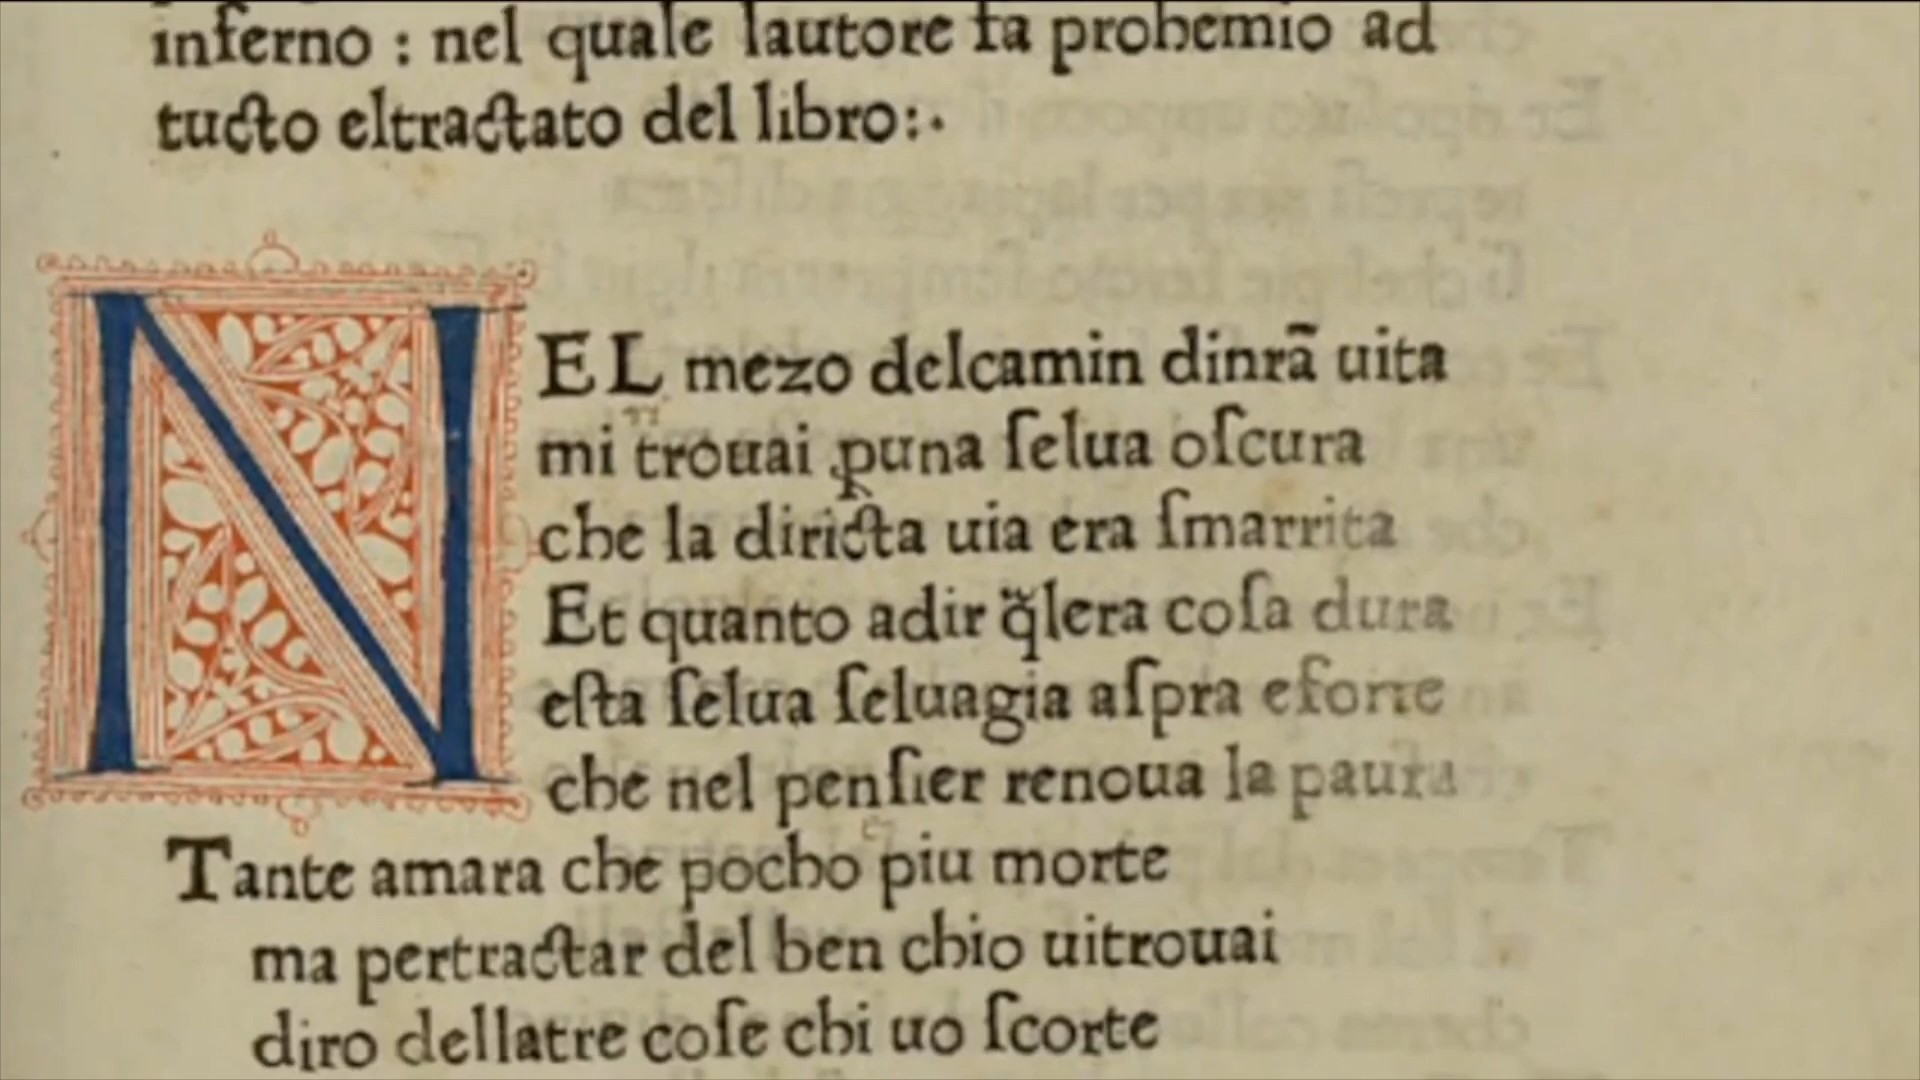 inferno : nel quale lautore fa prohemio ad
tucto eltractato del libro:·
NEL mezo delcamin dinrã uita
mi trouai ꝑuna ſelua oſcura
che la diricta uia era ſmarrita
Et quanto adir q̃lera coſa dura
eſta ſelua ſeluagia aſpra eforte
che nel penſier renoua la paura
Tante amara che pocho piu morte
ma pertractar del ben chio uitrouai
diro dellatre coſe chi uo ſcorte